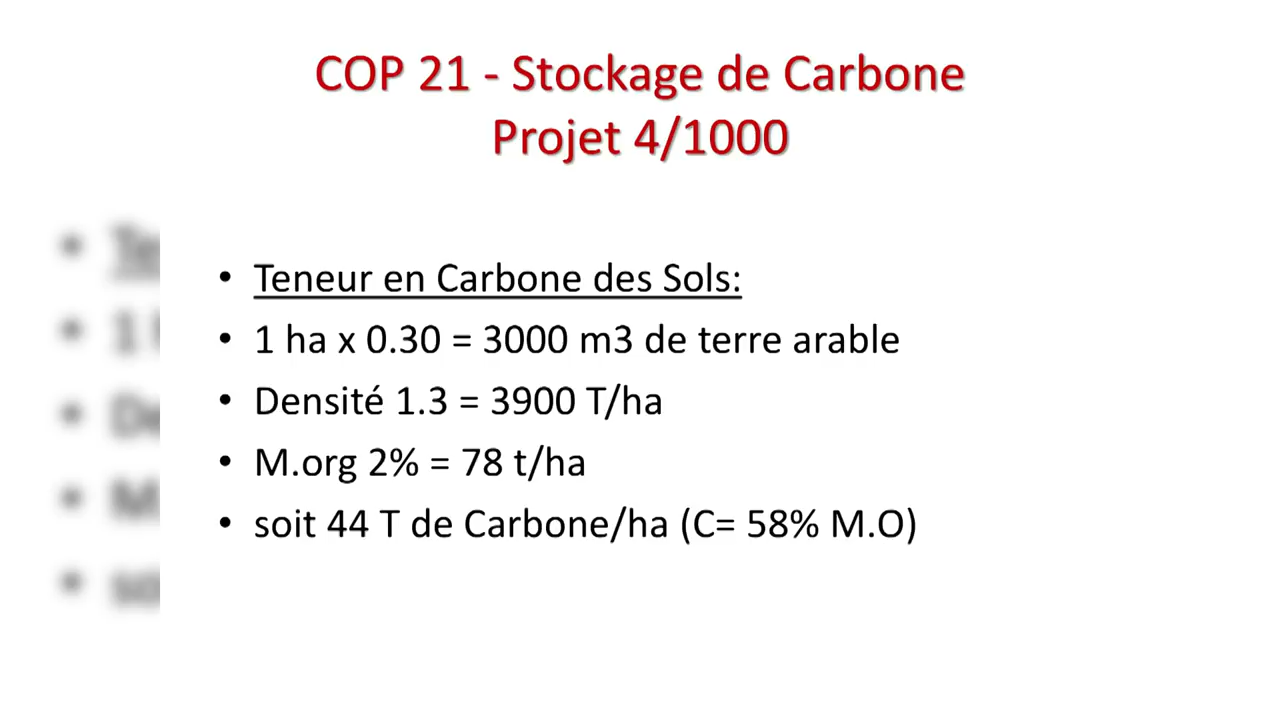 COP 21 - Stockage de Carbone
Projet 4/1000
• Teneur en Carbone des Sols:
• 1 ha x 0.30 = 3000 m3 de terre arable
• Densité 1.3 = 3900 T/ha
• M.org 2% = 78 t/ha
• soit 44 T de Carbone/ha (C= 58% M.O)